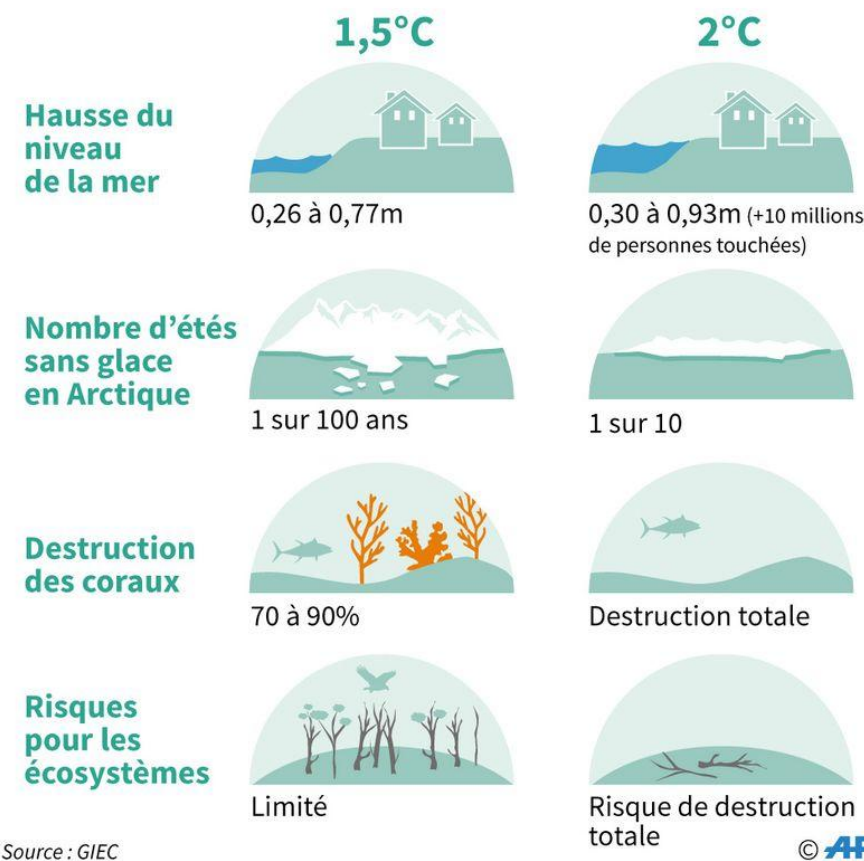 1,5°C
2°C
Hausse du
niveau
de la mer
0,26 à 0,77m
0,30 à 0,93m (+10 millions
de personnes touchées)
Nombre d’étés
sans glace
en Arctique
1 sur 100 ans
1 sur 10
Destruction
des coraux
70 à 90%
Destruction totale
Risques
pour les
écosystèmes
Limité
Risque de destruction
totale
Source : GIEC
©